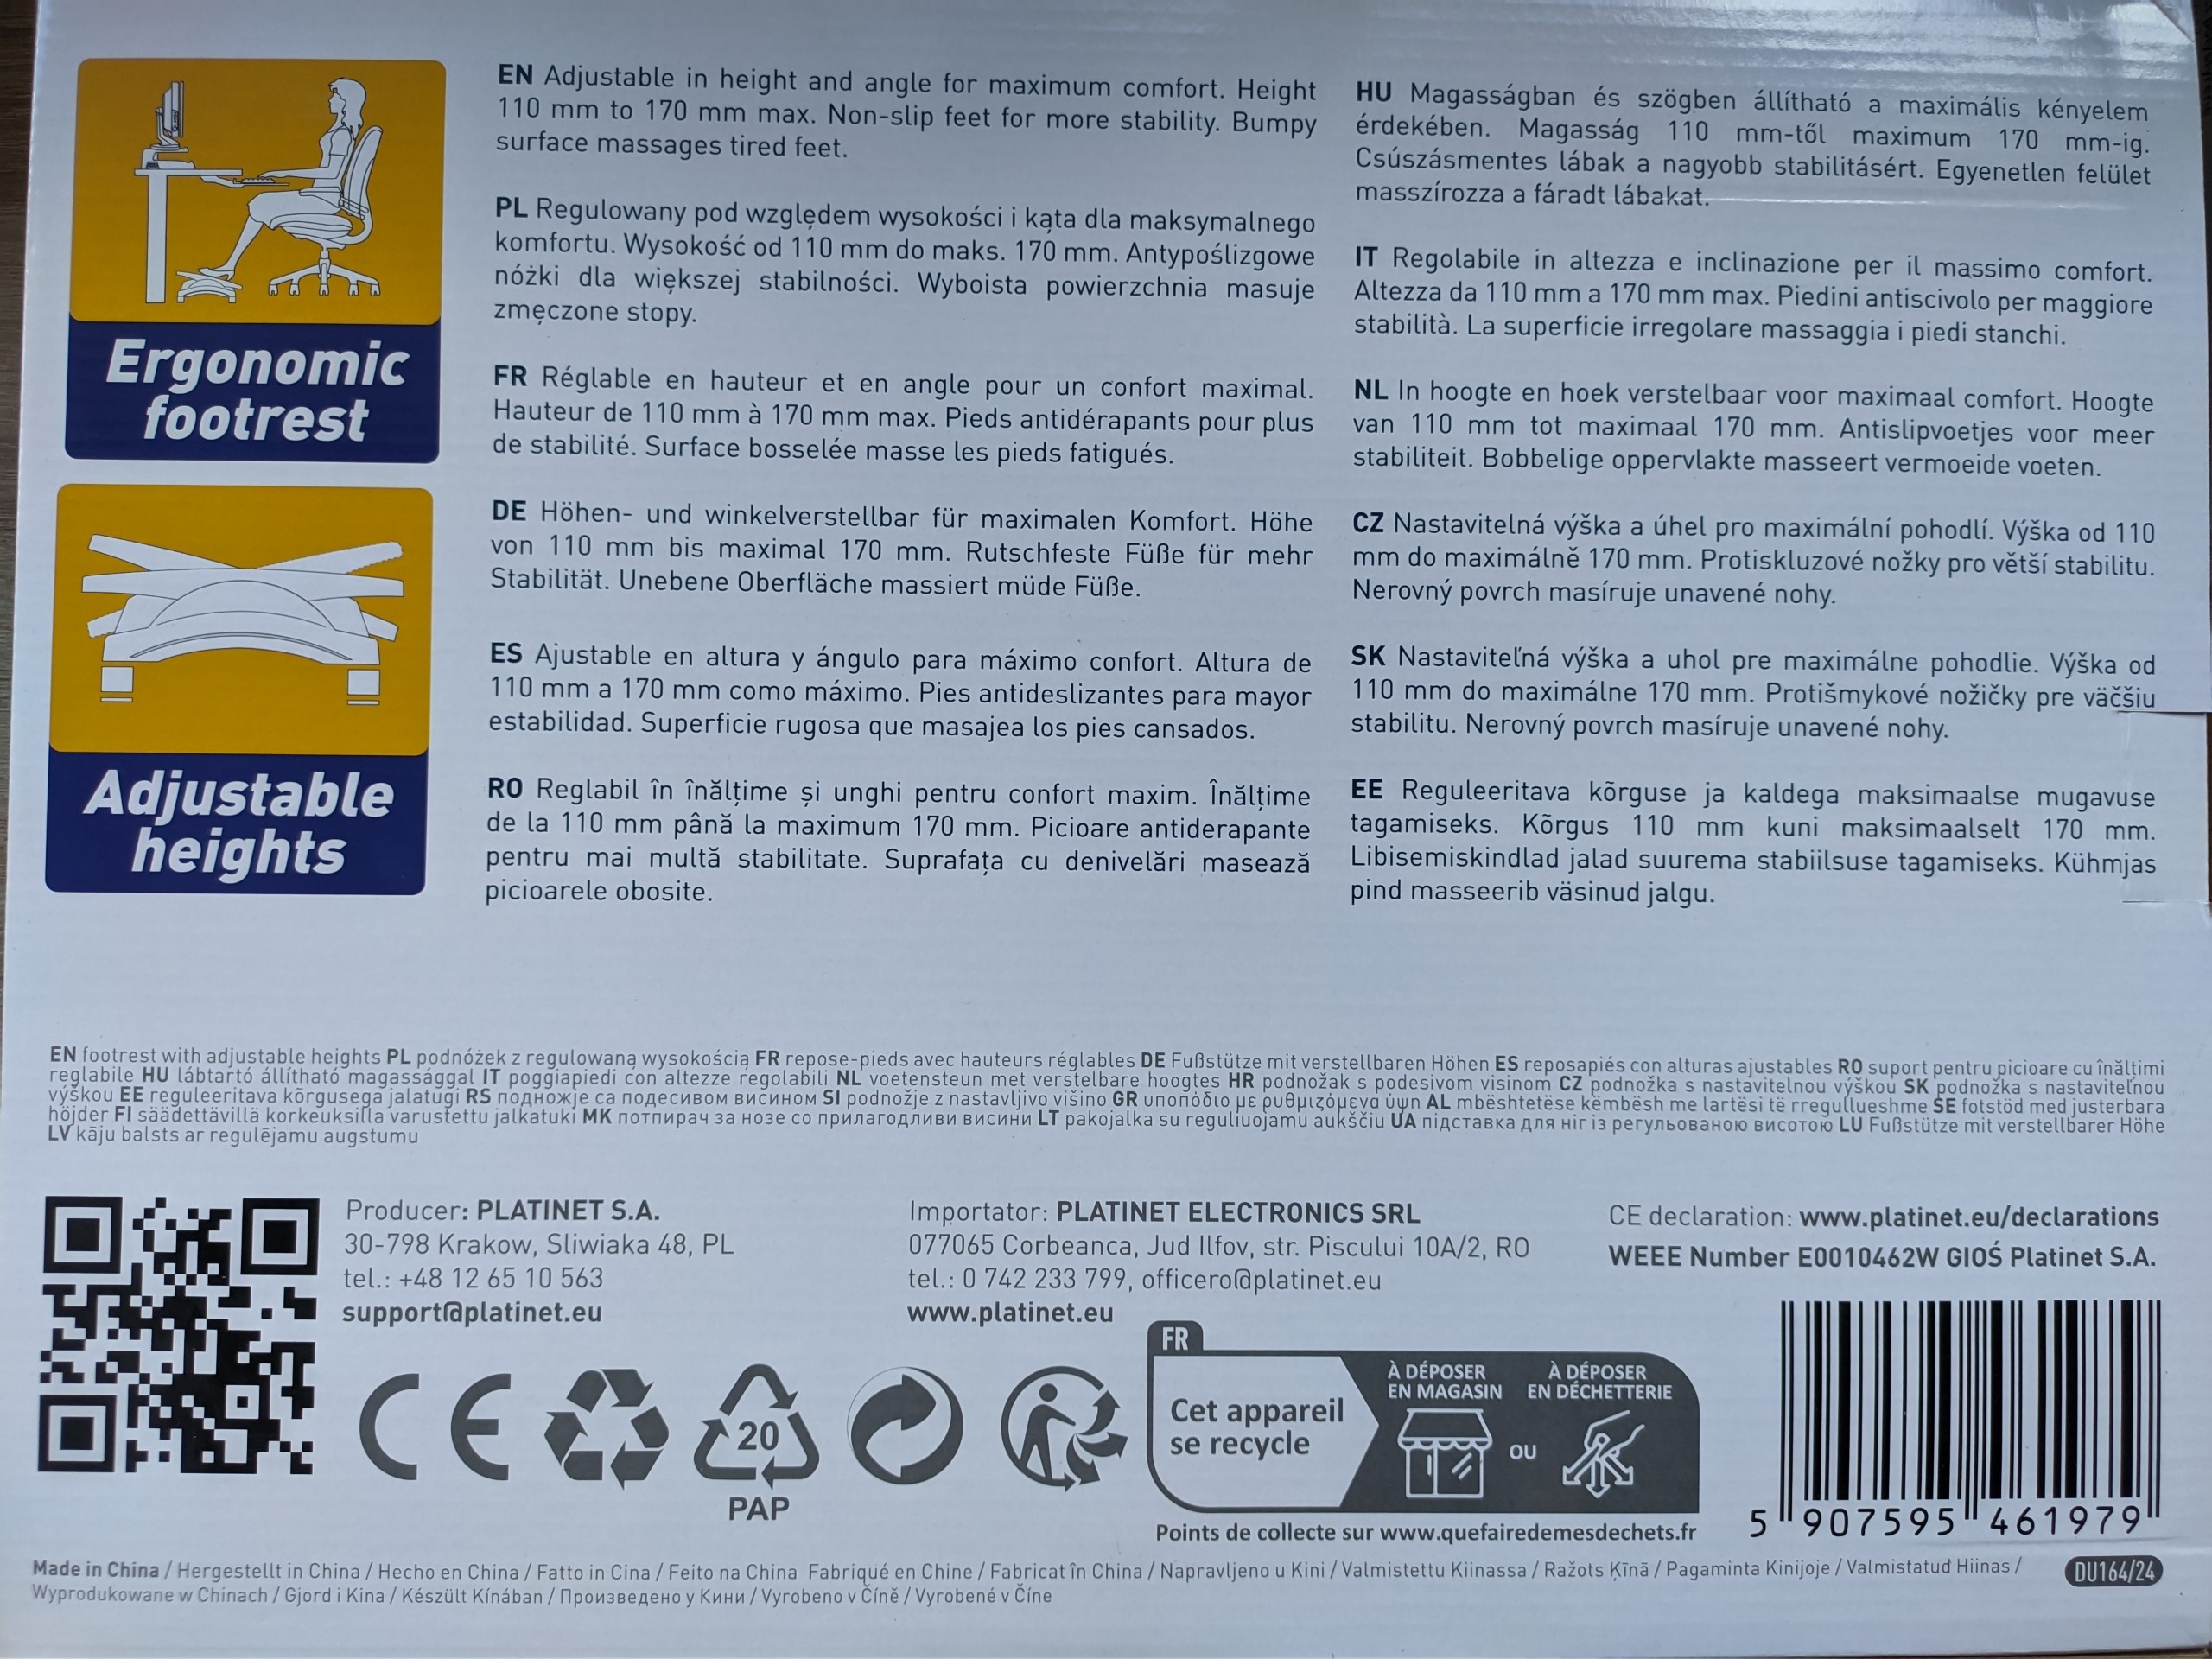 Ergonomic
footrest
Adjustable
heights
EN Adjustable in height and angle for maximum comfort. Height
110 mm to 170 mm max. Non-slip feet for more stability. Bumpy
surface massages tired feet.
PL Regulowany pod względem wysokości i kąta dla maksymalnego
komfortu. Wysokość od 110 mm do maks. 170 mm. Antypoślizgowe
nóżki dla większej stabilności. Wyboista powierzchnia masuje
zmęczone stopy.
FR Réglable en hauteur et en angle pour un confort maximal.
Hauteur de 110 mm à 170 mm max. Pieds antidérapants pour plus
de stabilité. Surface bosselée masse les pieds fatigués.
DE Höhen- und winkelverstellbar für maximalen Komfort. Höhe
von 110 mm bis maximal 170 mm. Rutschfeste Füße für mehr
Stabilität. Unebene Oberfläche massiert müde Füße.
ES Ajustable en altura y ángulo para máximo confort. Altura de
110 mm a 170 mm como máximo. Pies antideslizantes para mayor
estabilidad. Superficie rugosa que masajea los pies cansados.
RO Reglabil în înălțime și unghi pentru confort maxim. Înălțime
de la 110 mm până la maximum 170 mm. Picioare antiderapante
pentru mai multă stabilitate. Suprafața cu denivelări masează
picioarele obosite.
HU Magasságban és szögben állítható a maximális kényelem
érdekében. Magasság 110 mm-től maximum 170 mm-ig.
Csúszásmentes lábak a nagyobb stabilitásért. Egyenetlen felület
masszírozza a fáradt lábakat.
IT Regolabile in altezza e inclinazione per il massimo comfort.
Altezza da 110 mm a 170 mm max. Piedini antiscivolo per maggiore
stabilità. La superficie irregolare massaggia i piedi stanchi.
NL In hoogte en hoek verstelbaar voor maximaal comfort. Hoogte
van 110 mm tot maximaal 170 mm. Antislipvoetjes voor meer
stabiliteit. Bobbelige oppervlakte masseert vermoeide voeten.
CZ Nastavitelná výška a úhel pro maximální pohodlí. Výška od 110
mm do maximálně 170 mm. Protiskluzové nožky pro větší stabilitu.
Nerovný povrch masíruje unavené nohy.
SK Nastaviteľná výška a uhol pre maximálne pohodlie. Výška od
110 mm do maximálne 170 mm. Protišmykové nožičky pre väčšiu
stabilitu. Nerovný povrch masíruje unavené nohy.
EE Reguleeritava kõrguse ja kaldega maksimaalse mugavuse
tagamiseks. Kõrgus 110 mm kuni maksimaalselt 170 mm.
Libisemiskindlad jalad suurema stabiilsuse tagamiseks. Kühmjas
pind masseerib väsinud jalgu.
EN footrest with adjustable heights PL podnóżek z regulowaną wysokością FR repose-pieds avec hauteurs réglables DE Fußstütze mit verstellbaren Höhen ES reposapiés con alturas ajustables RO suport pentru picioare cu înălțimi
reglabile HU lábtartó állítható magassággal IT poggiapiedi con altezze regolabili NL voetensteun met verstelbare hoogtes HR podnožak s podesivom visinom CZ podnožka s nastavitelnou výškou SK podnožka s nastaviteľnou
výškou EE reguleeritava kõrgusega jalatugi RS подножје са подесивом висином SI podnožje z nastavljivo višino GR υποπόδιο με ρυθμιζόμενα ύψη AL mbështetëse këmbësh me lartësi të rregullueshme SE fotstöd med justerbara
höjder FI säädettävillä korkeuksilla varustettu jalkatuki MK потпирач за нозе со прилагодливи висини LT pakojalka su reguliuojamu aukščiu UA підставка для ніг із регульованою висотою LU Fußstütze mit verstellbarer Höhe
LV kāju balsts ar regulējamu augstumu
Producer: PLATINET S.A.
30-798 Krakow, Sliwiaka 48, PL
tel.: +48 12 65 10 563
support@platinet.eu
Importator: PLATINET ELECTRONICS SRL
077065 Corbeanca, Jud Ilfov, str. Piscului 10A/2, RO
tel.: 0 742 233 799, officero@platinet.eu
www.platinet.eu
CE declaration: www.platinet.eu/declarations
WEEE Number E0010462W GIOŚ Platinet S.A.
CE
20
PAP
FR
Cet appareil
se recycle
À DÉPOSER
EN MAGASIN
OU
À DÉPOSER
EN DÉCHETTERIE
Points de collecte sur www.quefairedemesdechets.fr
5 907595 461979
Made in China / Hergestellt in China / Hecho en China / Fatto in Cina / Feito na China Fabriqué en Chine / Fabricat în China / Napravljeno u Kini / Valmistettu Kiinassa / Ražots Ķīnā / Pagaminta Kinijoje / Valmistatud Hiinas /
Wyprodukowane w Chinach / Gjord i Kina / Készült Kínában / Произведено у Кини / Vyrobeno v Číně / Vyrobené v Číne
DU164/24